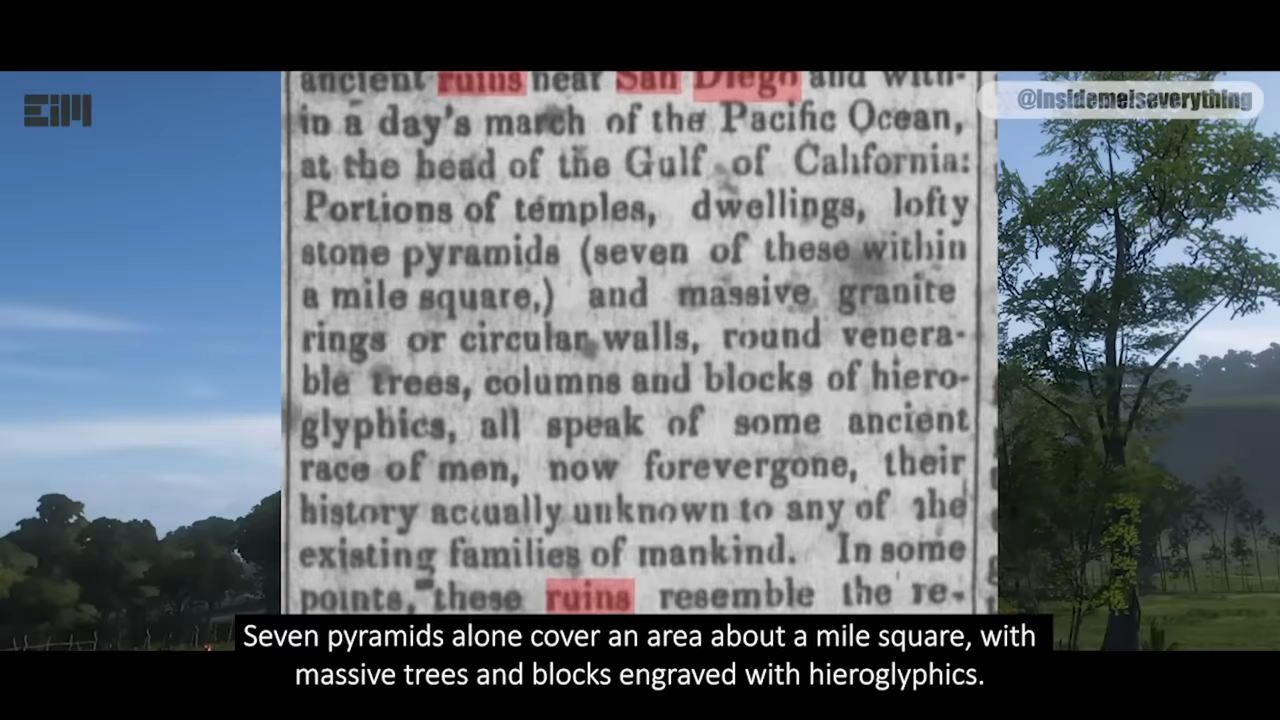 EIM
@insidemeiseverything
ancient ruins near San Diego and with-
in a day's march of the Pacific Ocean,
at the head of the Gulf of California:
Portions of temples, dwellings, lofty
stone pyramids (seven of these within
a mile square,) and massive granite
rings or circular walls, round venera-
ble trees, columns and blocks of hiero-
glyphics, all speak of some ancient
race of men, now forevergone, their
history actually unknown to any of the
existing families of mankind. In some
points, these ruins resemble the re-
Seven pyramids alone cover an area about a mile square, with
massive trees and blocks engraved with hieroglyphics.